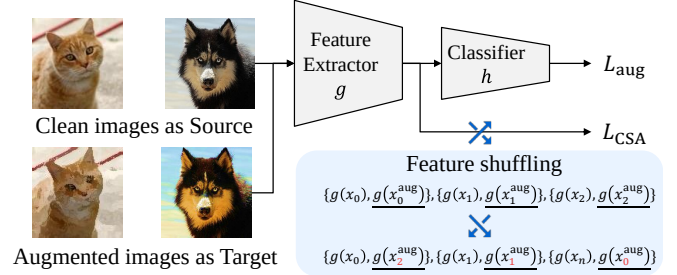 Feature
Extractor
g
Classifier
h
L_aug
Clean images as Source
L_CSA
Feature shuffling
{g(x_0), g(x_0^aug)}, {g(x_1), g(x_1^aug)}, {g(x_2), g(x_2^aug)}
Augmented images as Target
{g(x_0), g(x_2^aug)}, {g(x_1), g(x_1^aug)}, {g(x_n), g(x_0^aug)}